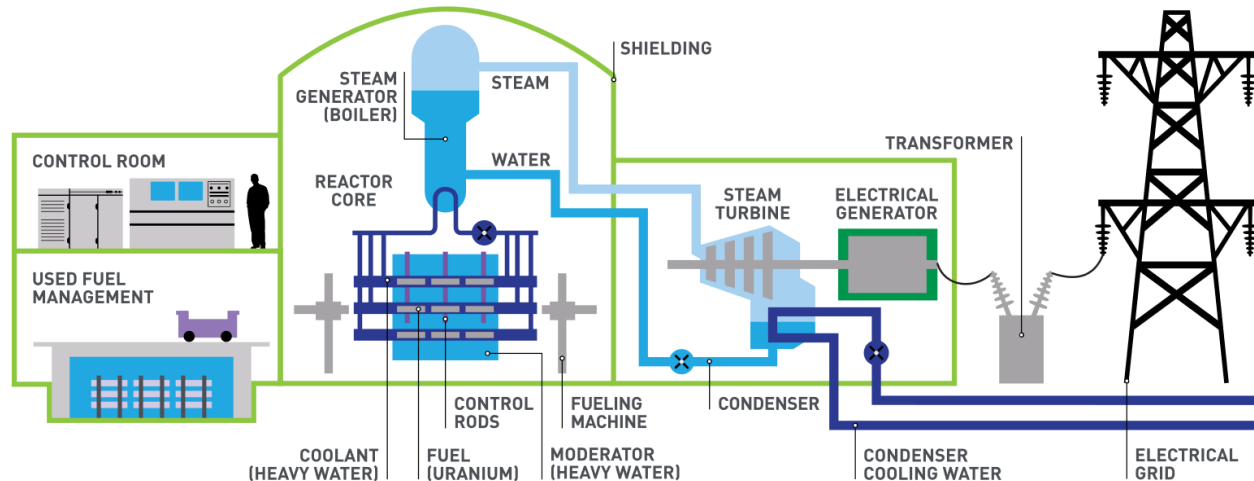 SHIELDING
STEAM
GENERATOR
(BOILER)
STEAM
TRANSFORMER
CONTROL ROOM
WATER
REACTOR
CORE
STEAM
TURBINE
ELECTRICAL
GENERATOR
USED FUEL
MANAGEMENT
CONTROL
RODS
FUELING
MACHINE
CONDENSER
COOLANT
(HEAVY WATER)
FUEL
(URANIUM)
MODERATOR
(HEAVY WATER)
CONDENSER
COOLING WATER
ELECTRICAL
GRID